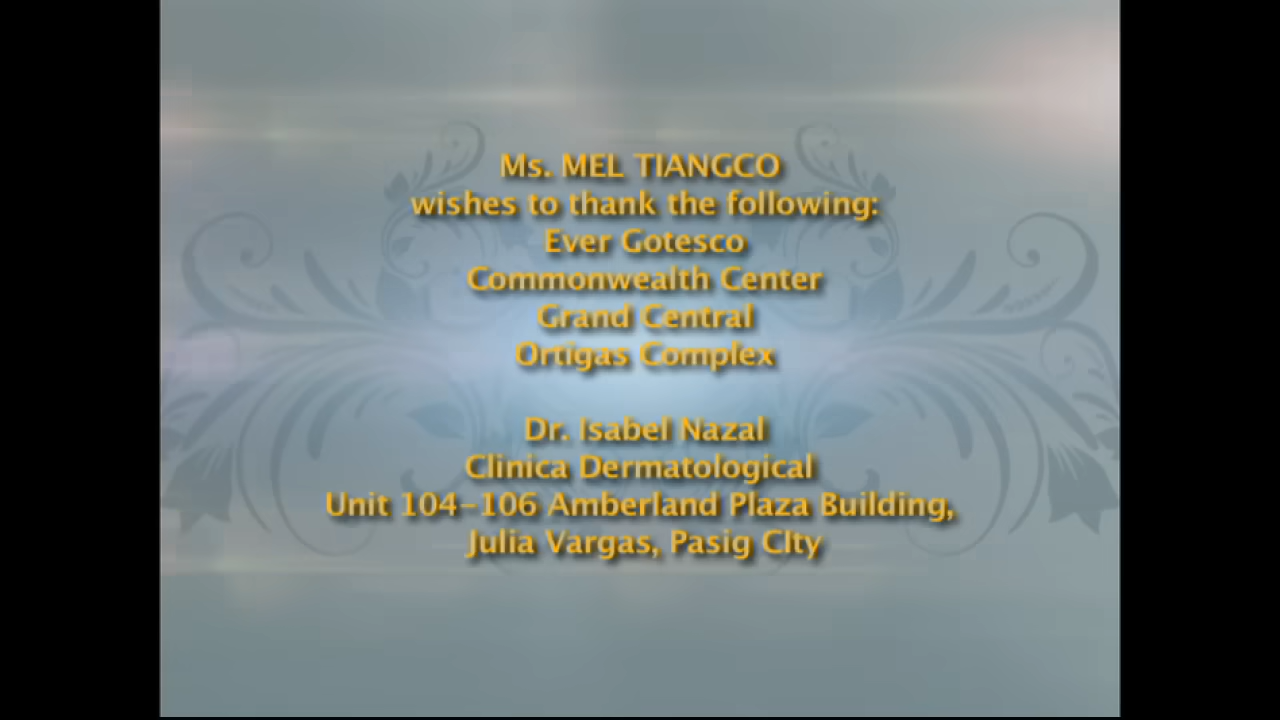 Ms. MEL TIANGCO
wishes to thank the following:
Ever Gotesco
Commonwealth Center
Grand Central
Ortigas Complex
Dr. Isabel Nazal
Clinica Dermatological
Unit 104-106 Amberland Plaza Building,
Julia Vargas, Pasig CIty